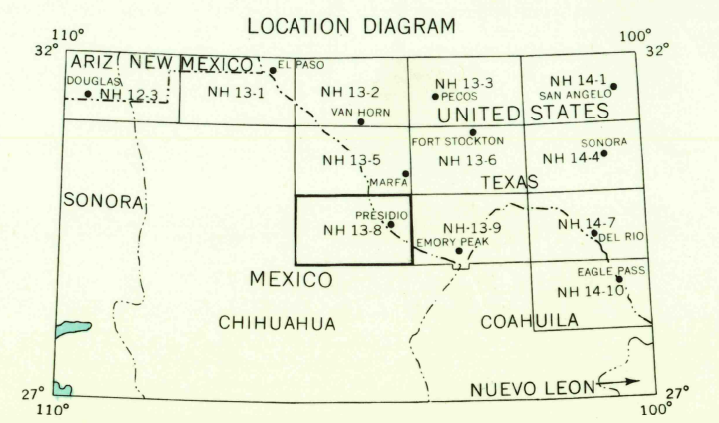 LOCATION DIAGRAM
110°
100°
32°
32°
ARIZ NEW MEXICO
EL PASO
DOUGLAS
NH 12-3
NH 13-1
NH 13-2
NH 13-3
NH 14-1
PECOS
SAN ANGELO
VAN HORN
UNITED STATES
FORT STOCKTON
SONORA
NH 13-5
NH 13-6
NH 14-4
MARFA
TEXAS
SONORA
PRESIDIO
NH 13-8
NH-13-9
NH 14-7
DEL RIO
EMORY PEAK
MEXICO
EAGLE PASS
NH 14-10
CHIHUAHUA
COAHUILA
NUEVO LEON
27°
27°
110°
100°